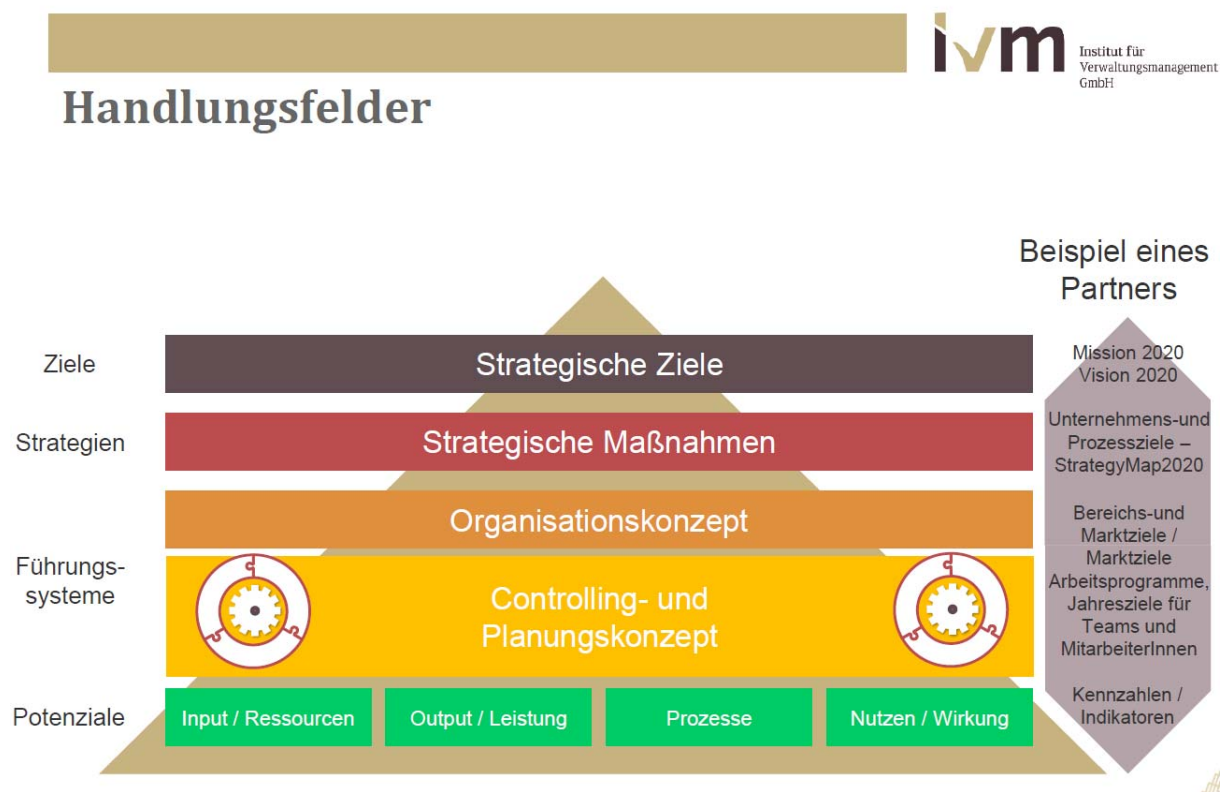 ivm
Institut für
Verwaltungsmanagement
GmbH
Handlungsfelder
Beispiel eines
Partners
Ziele
Strategische Ziele
Mission 2020
Vision 2020
Strategien
Strategische Maßnahmen
Unternehmens-und
Prozessziele –
StrategyMap2020
Führungs-
systeme
Organisationskonzept
Controlling- und
Planungskonzept
Bereichs-und
Marktziele /
Marktziele
Arbeitsprogramme,
Jahresziele für
Teams und
MitarbeiterInnen
Potenziale
Input / Ressourcen
Output / Leistung
Prozesse
Nutzen / Wirkung
Kennzahlen /
Indikatoren